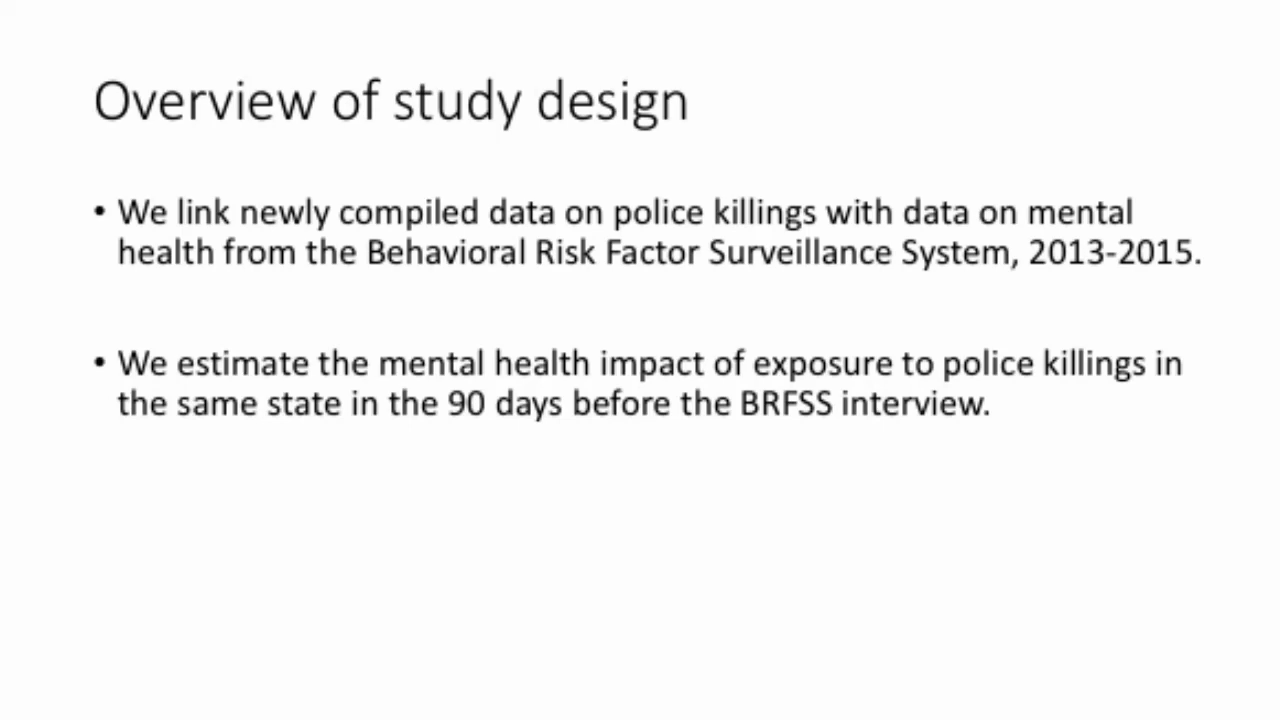 Overview of study design
• We link newly compiled data on police killings with data on mental
health from the Behavioral Risk Factor Surveillance System, 2013-2015.
• We estimate the mental health impact of exposure to police killings in
the same state in the 90 days before the BRFSS interview.